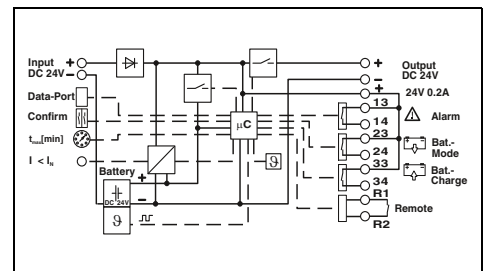 Input +
DC 24V -
Data-Port
Confirm
tmax[min]
I < IN
Battery
+
-
DC 24V
ϑ
µC
ϑ
+ Output
- DC 24V
+ 24V 0.2A
13
14 Alarm
23
24 Bat.-
Mode
33
34 Bat.-
Charge
R1
R2 Remote